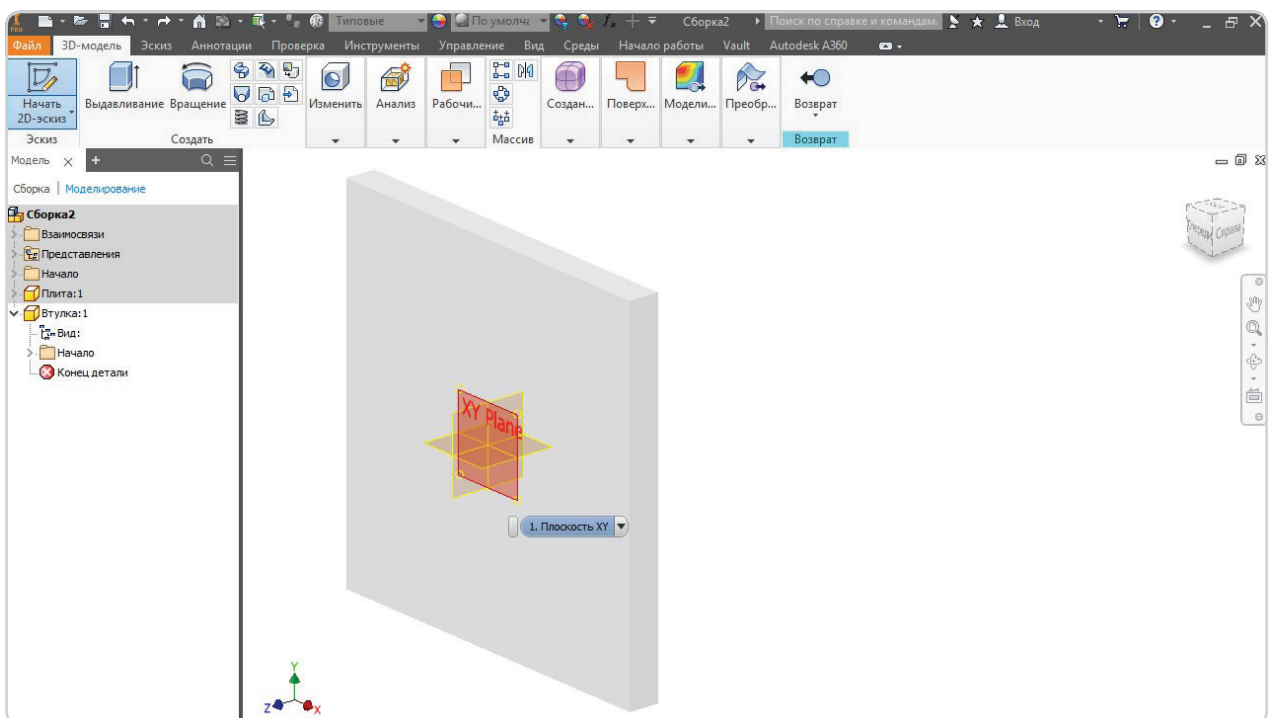 PRO Типовые По умолча fx Сборка2 Поиск по справке и командам. Вход
Файл 3D-модель Эскиз Аннотации Проверка Инструменты Управление Вид Среды Начало работы Vault Autodesk A360
Начать 2D-эскиз Выдавливание Вращение Изменить Анализ Рабочи... Создан... Поверх... Модели... Преобр... Возврат
Эскиз Создать Массив Возврат
Модель
Сборка Моделирование
Сборка2
Взаимосвязи
Представления
Начало
Плита:1
Втулка:1
Вид:
Начало
Конец детали
XY Plane
1. Плоскость XY
Справа
Y
Z X